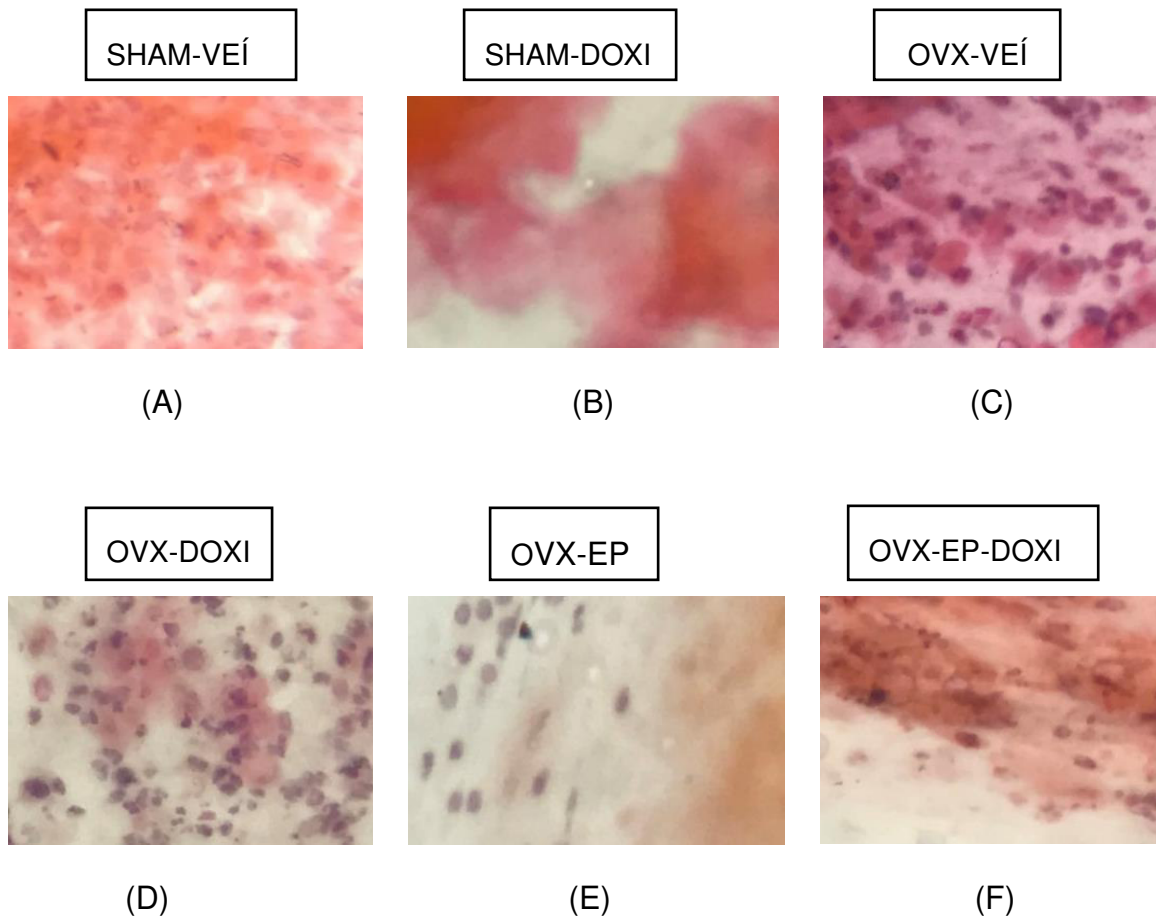 SHAM-VEÍ
SHAM-DOXI
OVX-VEÍ
(A)
(B)
(C)
OVX-DOXI
OVX-EP
OVX-EP-DOXI
(D)
(E)
(F)